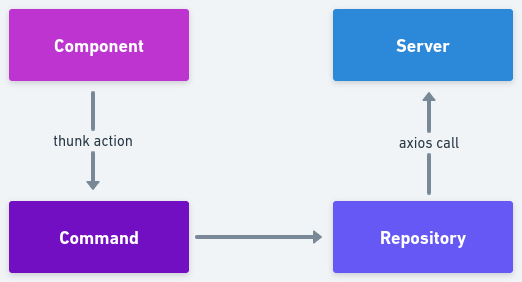 Component
Server
thunk action
axios call
Command
Repository